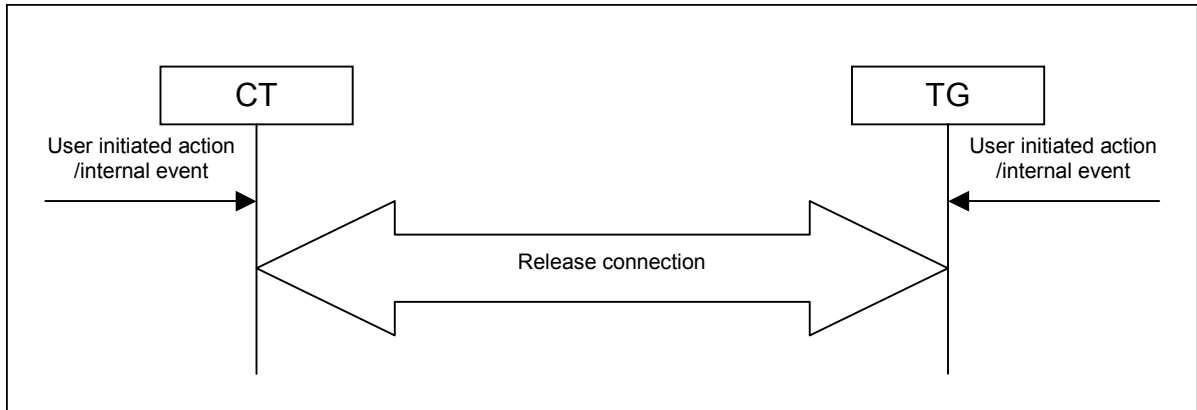 CT
TG
User initiated action
/internal event
User initiated action
/internal event
Release connection